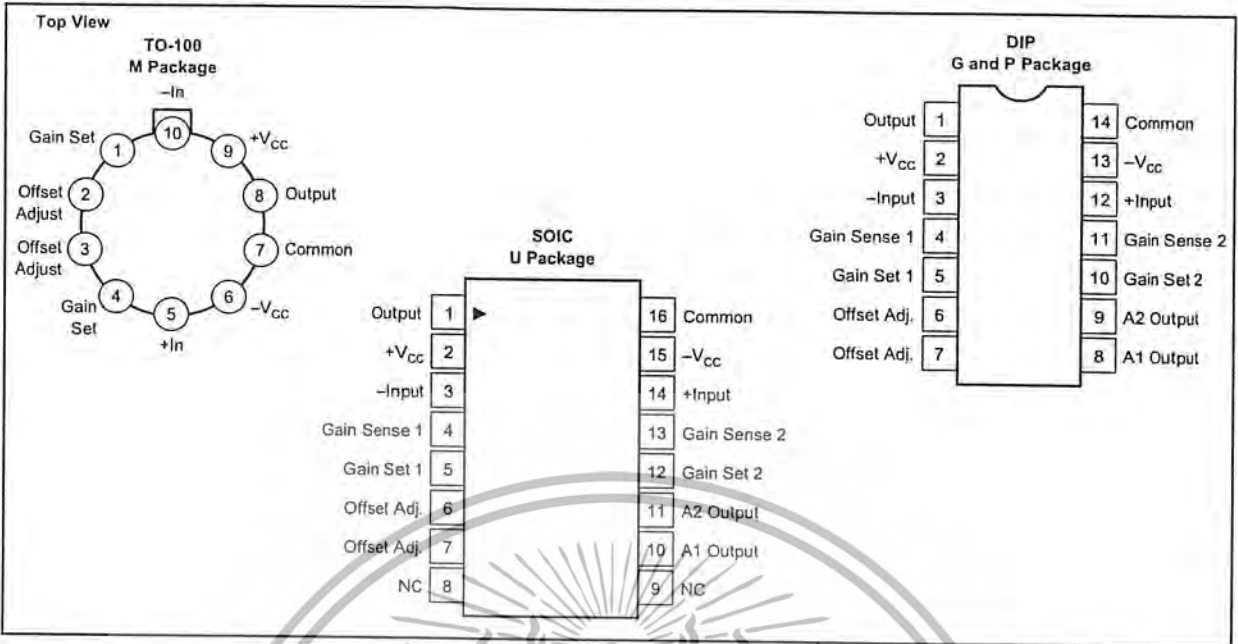 Top View
TO-100
M Package
–In
10
Gain Set
1
9
+VCC
Offset
Adjust
2
8
Output
Offset
Adjust
3
7
Common
Gain
Set
4
6
–VCC
5
+In
SOIC
U Package
Output 1
16 Common
+VCC 2
15 –VCC
–Input 3
14 +Input
Gain Sense 1 4
13 Gain Sense 2
Gain Set 1 5
12 Gain Set 2
Offset Adj. 6
11 A2 Output
Offset Adj. 7
10 A1 Output
NC 8
9 NC
DIP
G and P Package
Output 1
14 Common
+VCC 2
13 –VCC
–Input 3
12 +Input
Gain Sense 1 4
11 Gain Sense 2
Gain Set 1 5
10 Gain Set 2
Offset Adj. 6
9 A2 Output
Offset Adj. 7
8 A1 Output